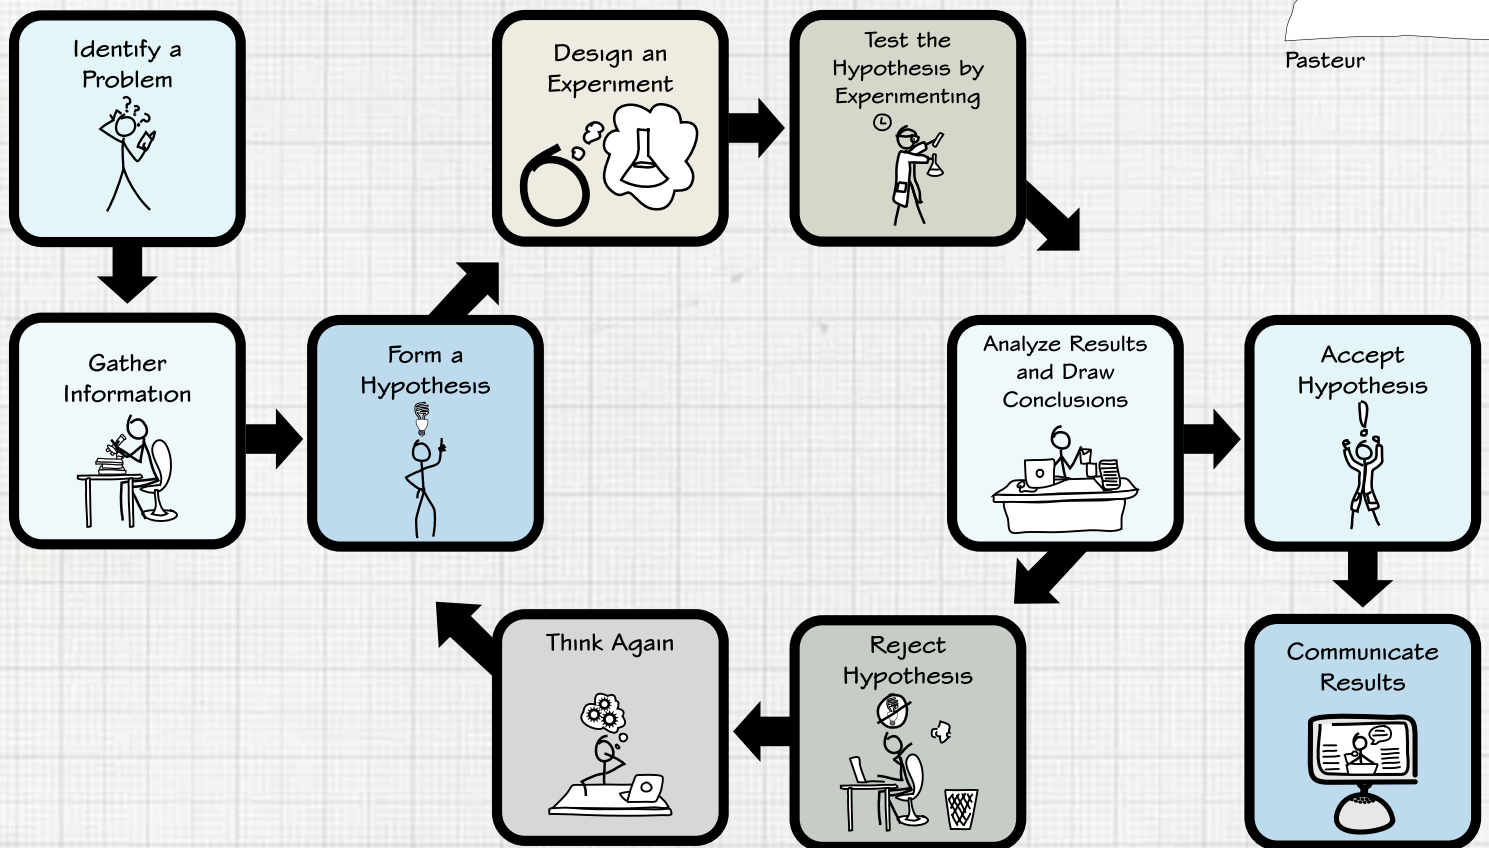 Identify a
Problem
Design an
Experiment
Test the
Hypothesis by
Experimenting
Pasteur
Gather
Information
Form a
Hypothesis
Analyze Results
and Draw
Conclusions
Accept
Hypothesis
Think Again
Reject
Hypothesis
Communicate
Results